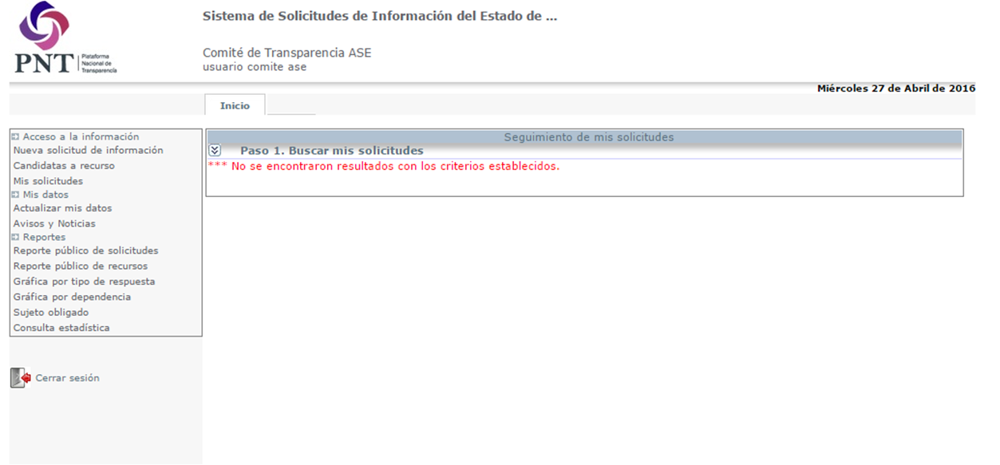 PNT
Plataforma
Nacional de
Transparencia
Sistema de Solicitudes de Información del Estado de ...
Comité de Transparencia ASE
usuario comite ase
Miércoles 27 de Abril de 2016
Inicio
Acceso a la información
Nueva solicitud de información
Candidatas a recurso
Mis solicitudes
Mis datos
Actualizar mis datos
Avisos y Noticias
Reportes
Reporte público de solicitudes
Reporte público de recursos
Gráfica por tipo de respuesta
Gráfica por dependencia
Sujeto obligado
Consulta estadística
Cerrar sesión
Seguimiento de mis solicitudes
Paso 1. Buscar mis solicitudes
*** No se encontraron resultados con los criterios establecidos.